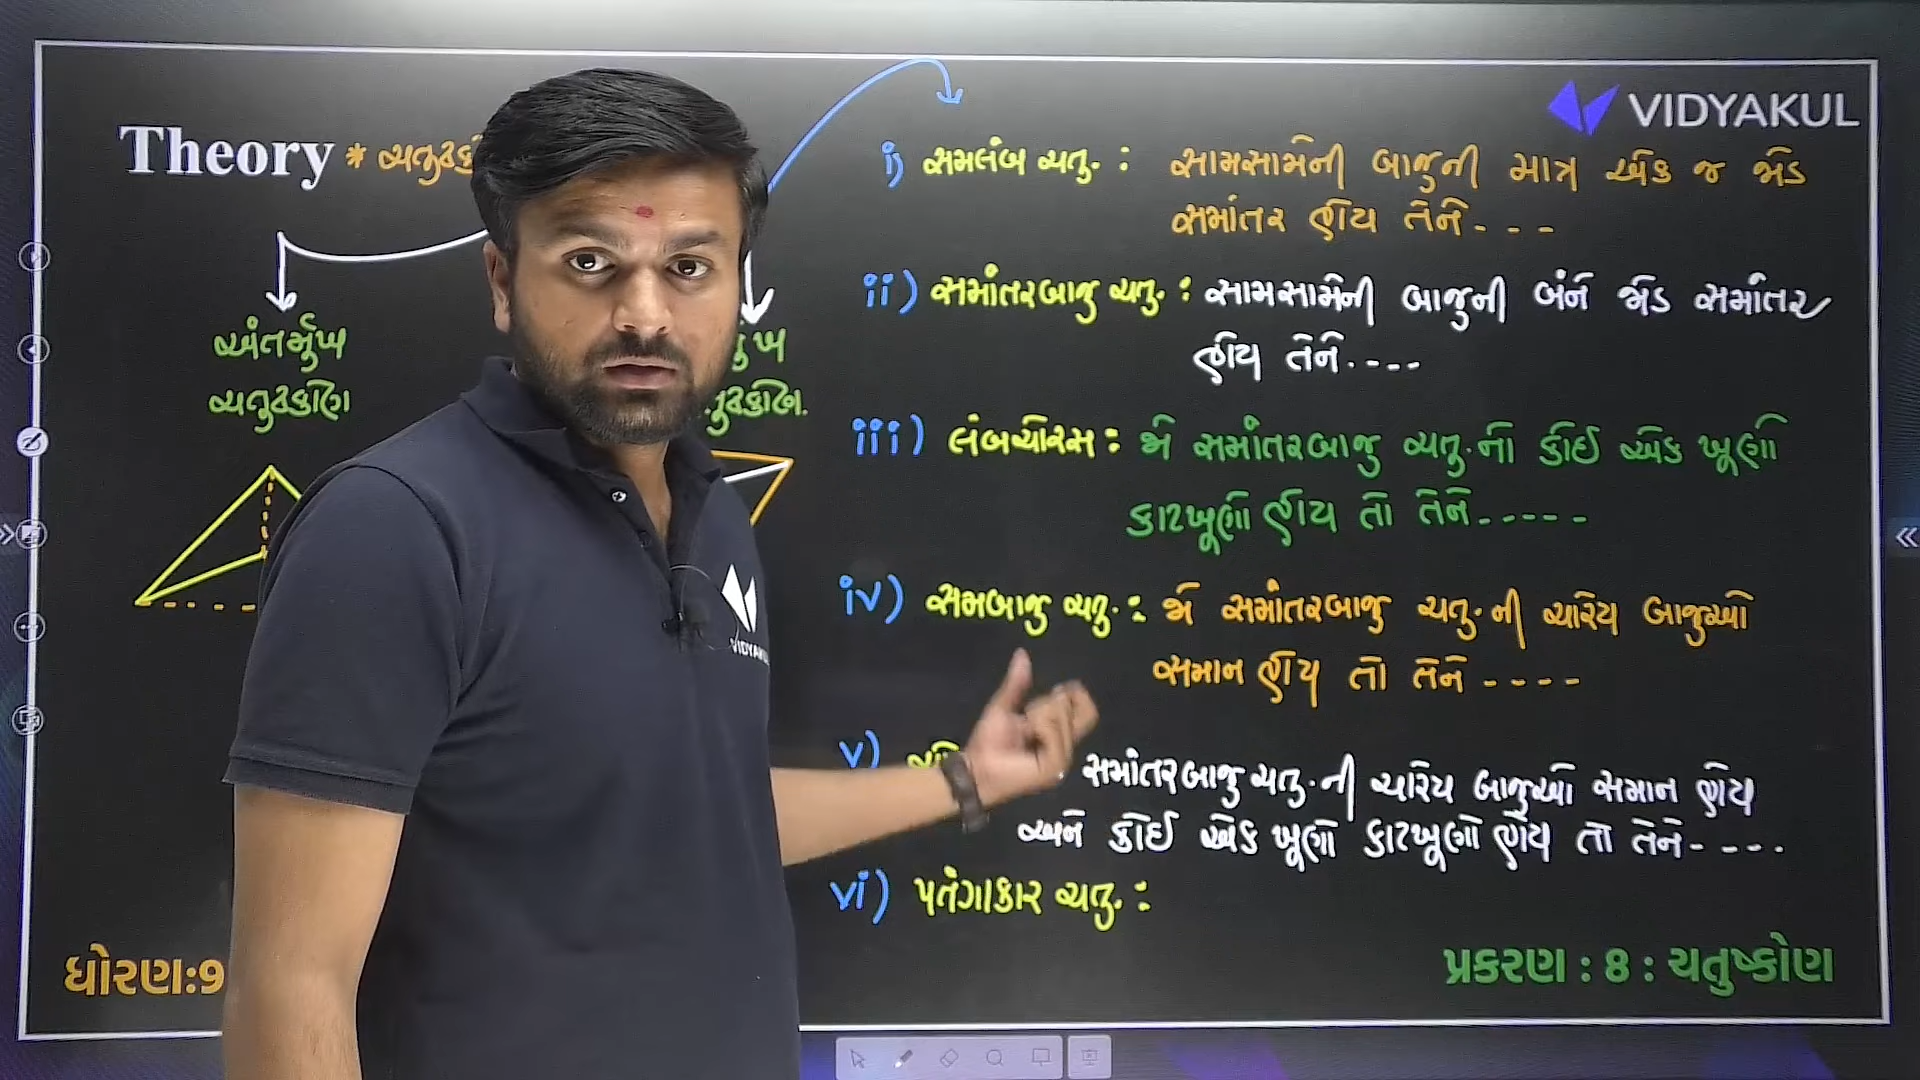 VIDYAKUL
Theory *
i) સમલંબ ચતુ. : સામસામેની બાજુની માત્ર એક જ જોડ
સમાંતર હોય તેને - - - -
ii) સમાંતરબાજુ ચતુ. : સામસામેની બાજુની બંને જોડ સમાંતર
હોય તેને - - - -
iii) લંબચોરસ : જો સમાંતરબાજુ ચતુ. નો કોઈ એક ખૂણો
કાટખૂણો હોય તો તેને - - - - -
iv) સમબાજુ ચતુ. : જો સમાંતરબાજુ ચતુ. ની ચારેય બાજુઓ
સમાન હોય તો તેને - - - -
v) સમાંતરબાજુ ચતુ. ની ચારેય બાજુઓ સમાન હોય
અને કોઈ એક ખૂણો કાટખૂણો હોય તો તેને - - - -
vi) પતંગાકાર ચતુ. :
અંતર્મુખ
ચતુષ્કોણ
VIDYAKUL
ધોરણ:9
પ્રકરણ : 8 : ચતુષ્કોણ